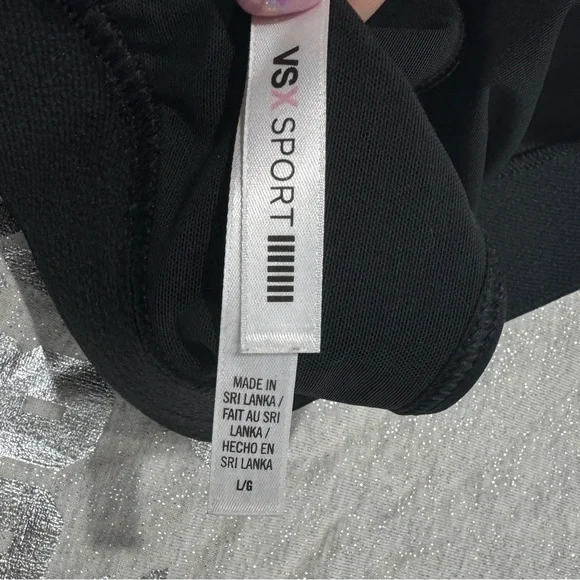 VSX SPORT
MADE IN
SRI LANKA /
FAIT AU SRI
LANKA /
HECHO EN
SRI LANKA
L/G